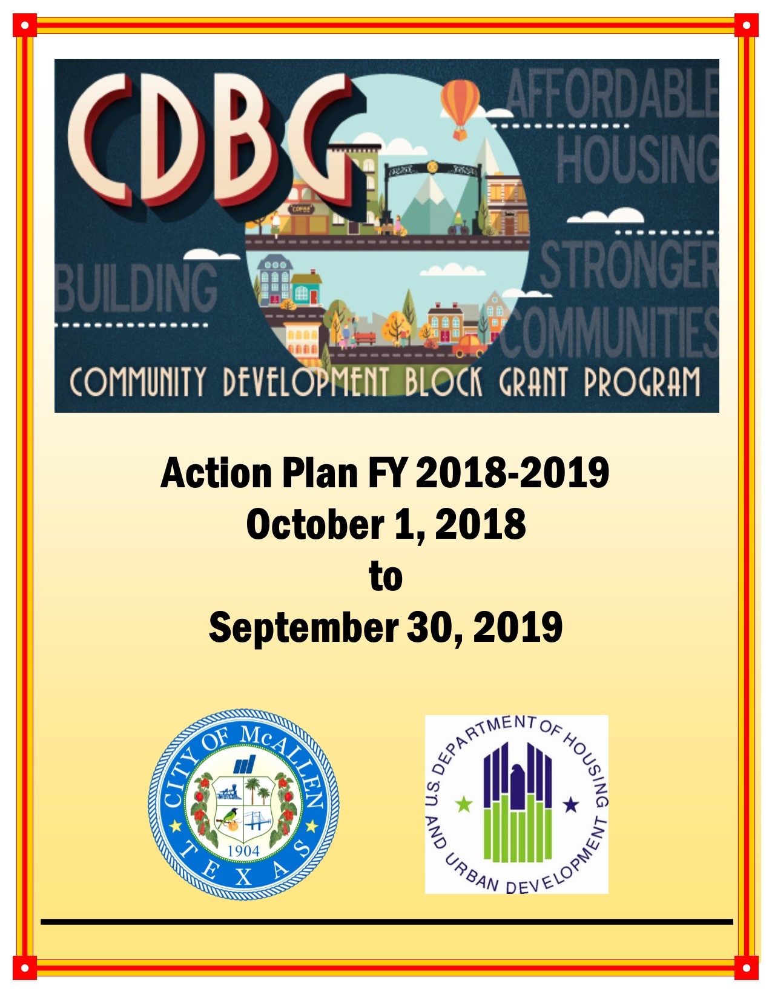 CDBG
AFFORDABLE
HOUSING
COFFEE
BUILDING
STRONGER
COMMUNITIES
COMMUNITY DEVELOPMENT BLOCK GRANT PROGRAM
Action Plan FY 2018-2019
October 1, 2018
to
September 30, 2019
CITY OF McALLEN
1904
TEXAS
U.S. DEPARTMENT OF HOUSING
AND URBAN DEVELOPMENT